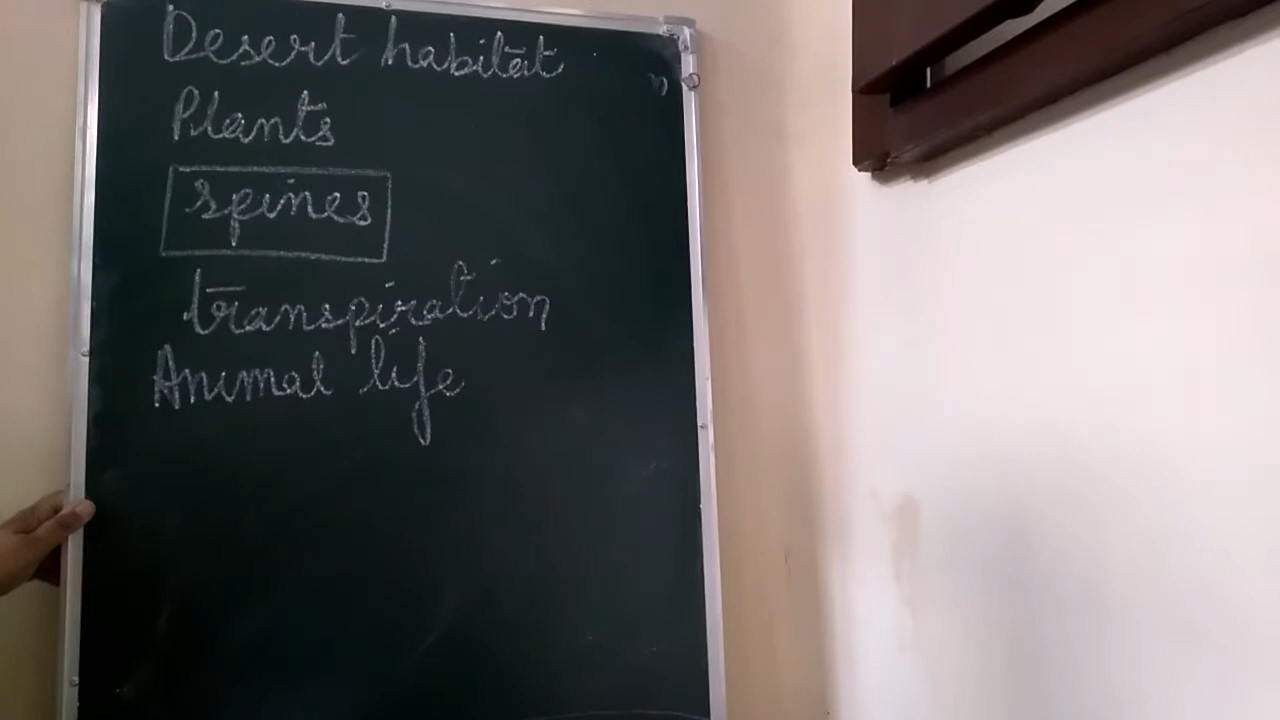 Desert habitat
Plants
spines
transpiration
Animal life